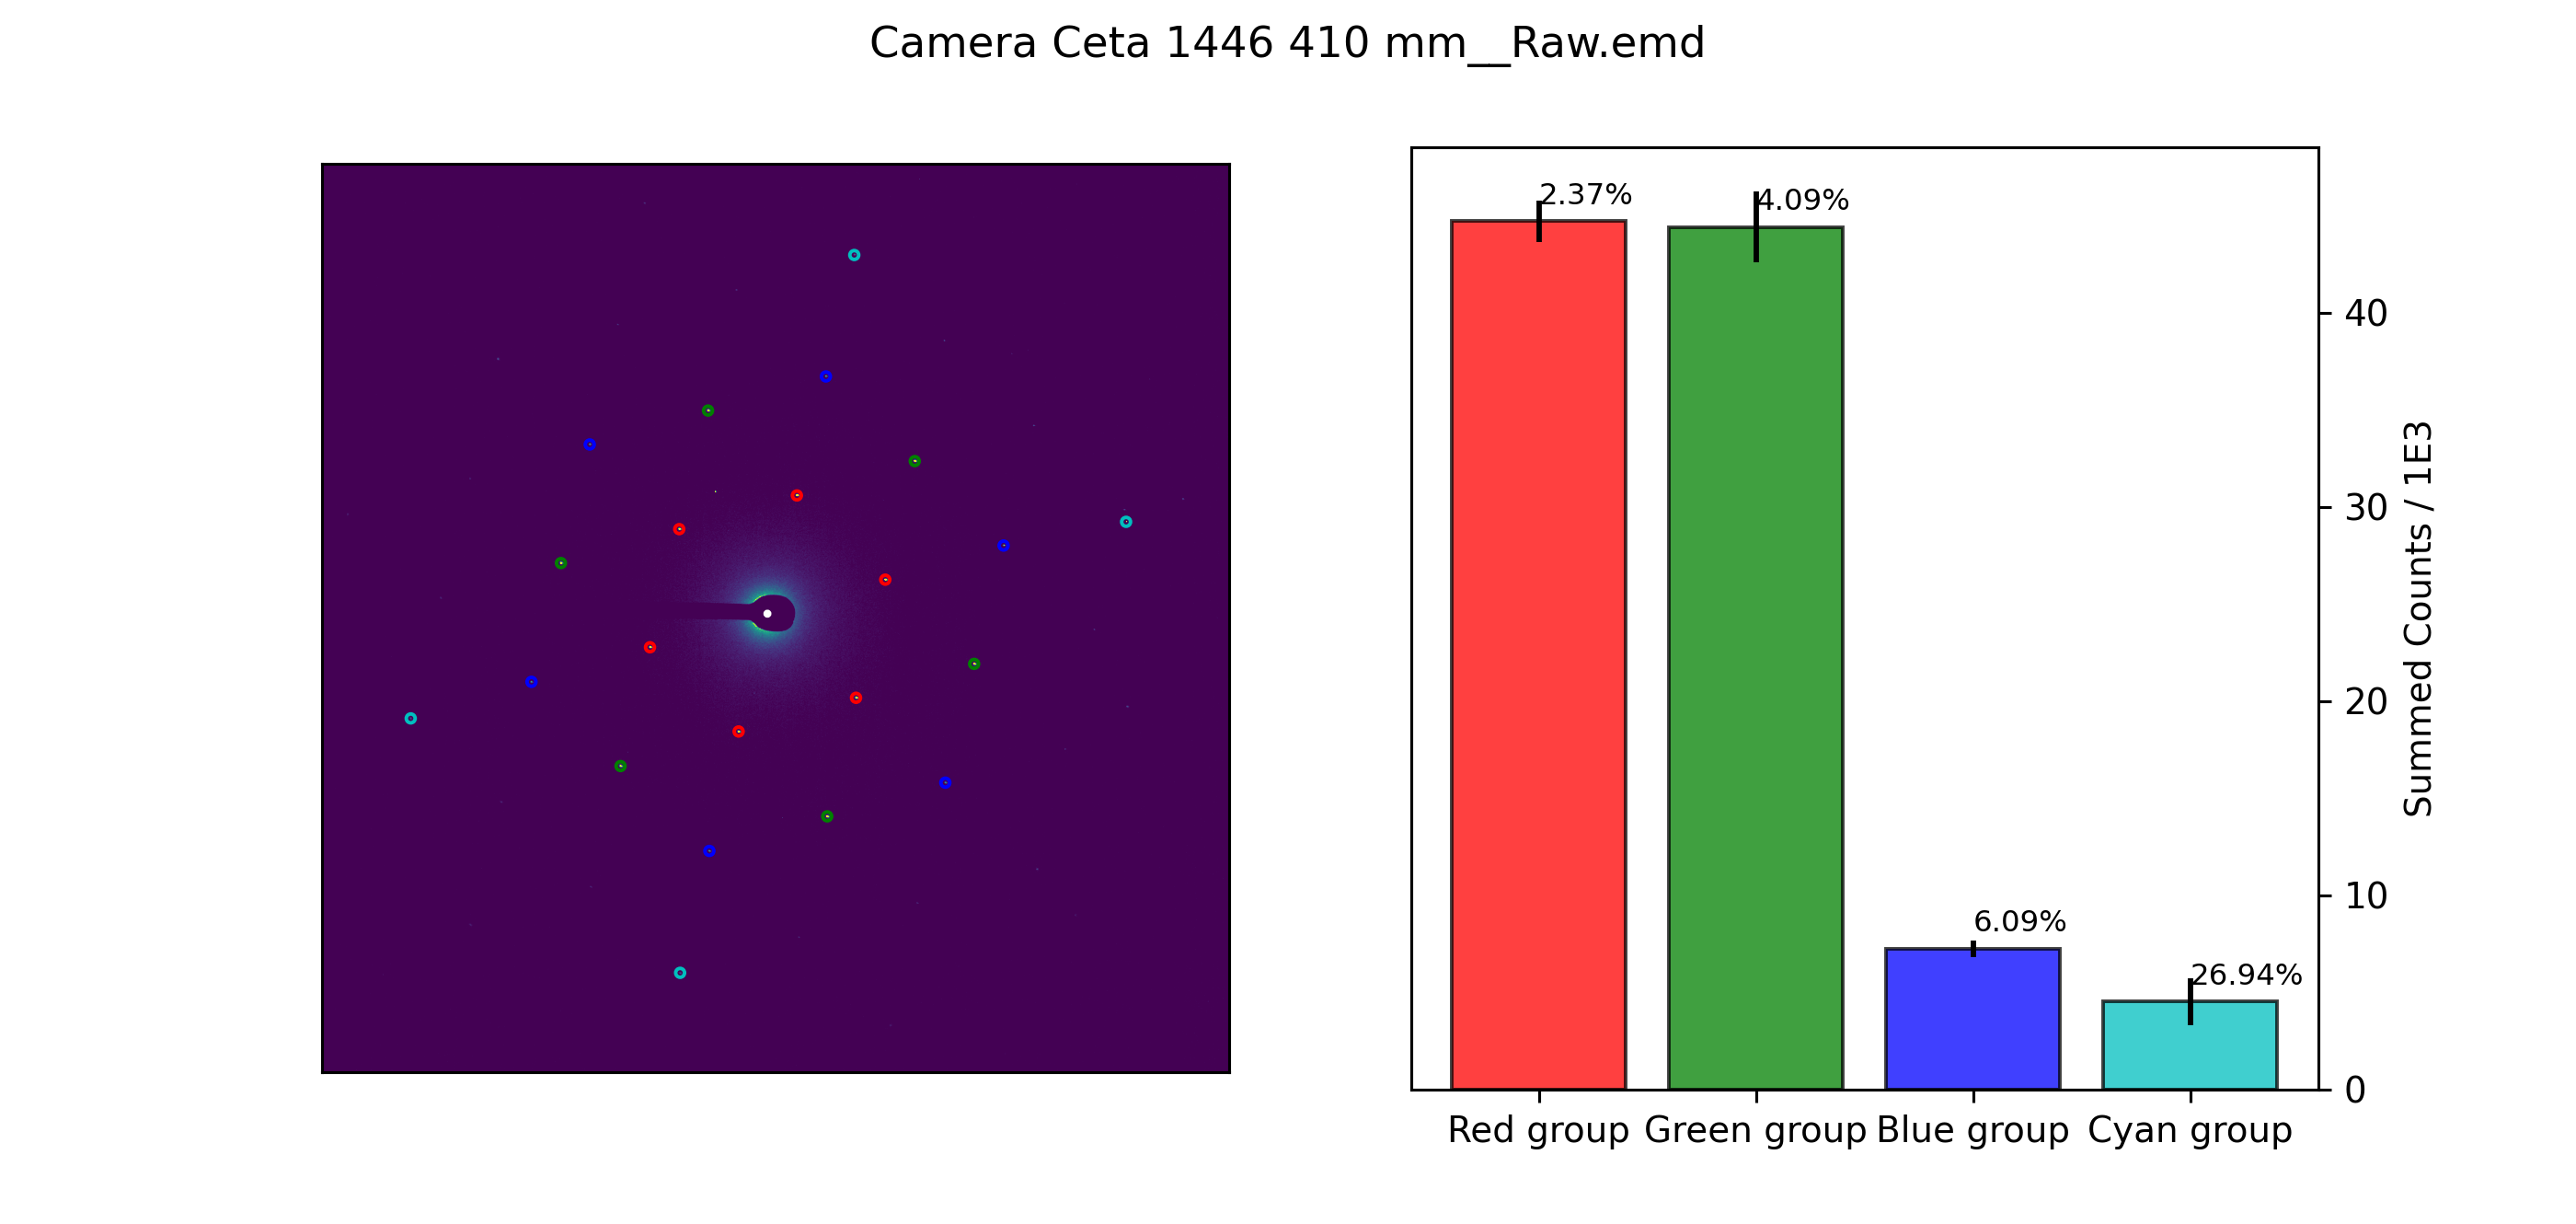 Camera Ceta 1446 410 mm__Raw.emd
2.37%
4.09%
6.09%
26.94%
40
30
20
10
0
Summed Counts / 1E3
Red group
Green group
Blue group
Cyan group